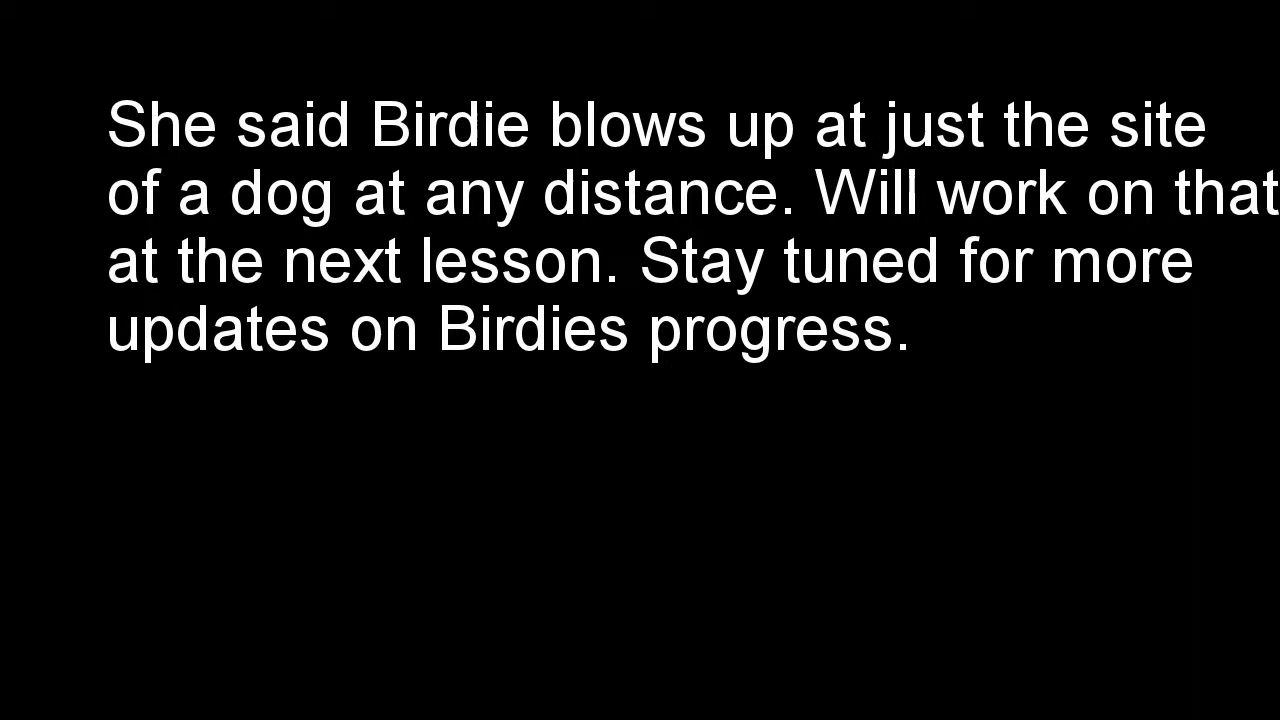 She said Birdie blows up at just the site
of a dog at any distance. Will work on that
at the next lesson. Stay tuned for more
updates on Birdies progress.